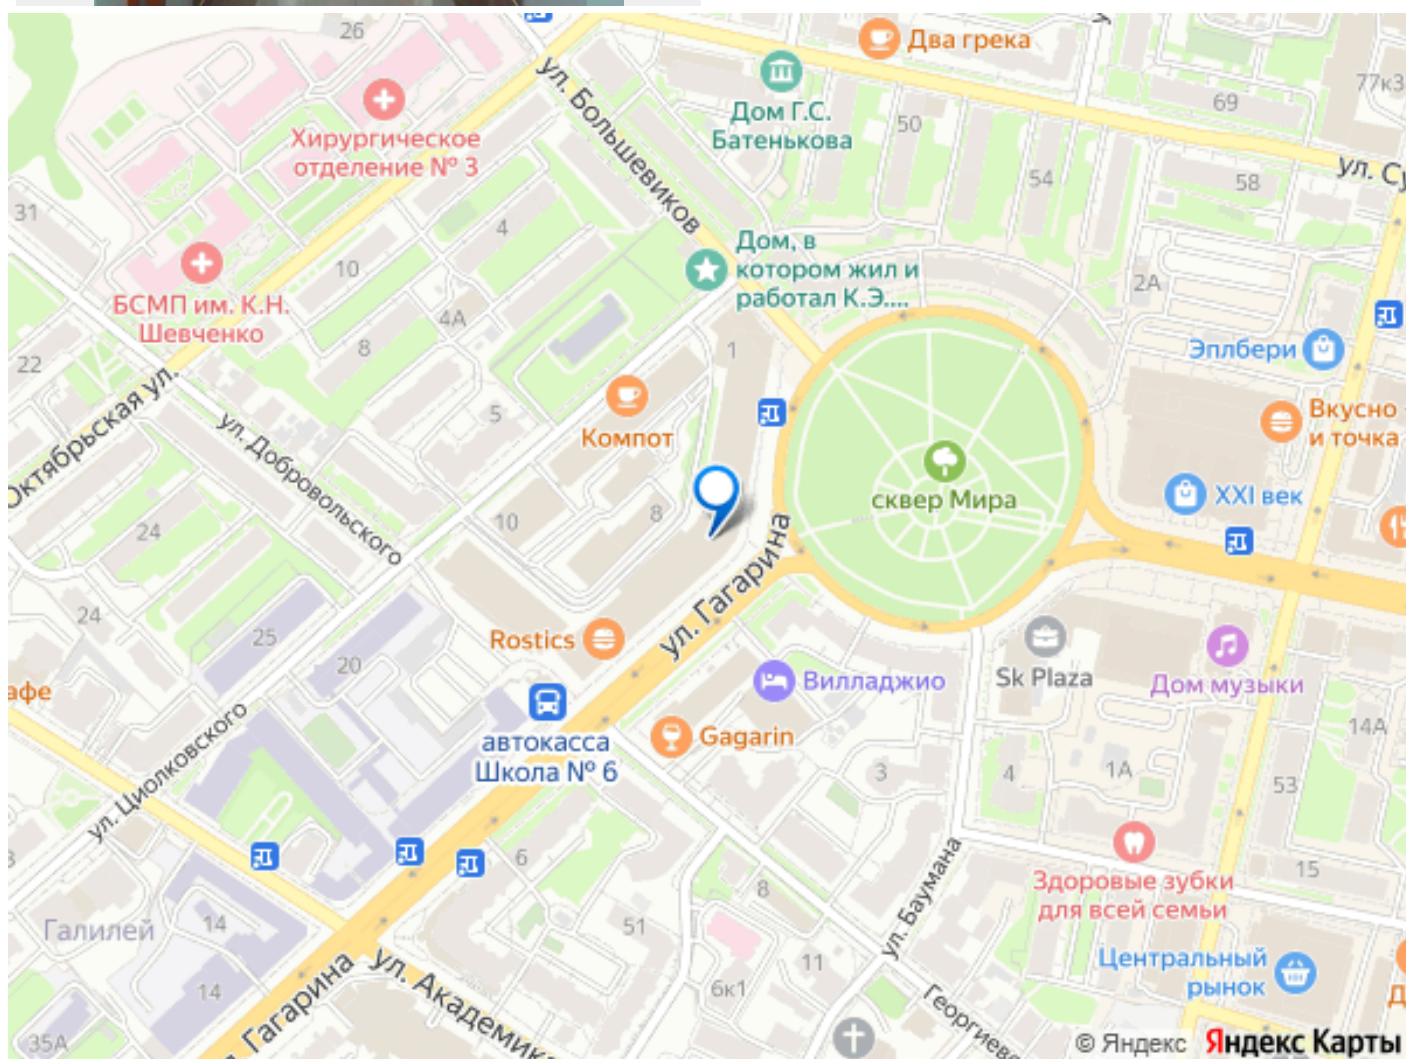 26
Два грека
77к3
Хирургическое
отделение № 3
ул. Большевиков
Дом Г.С.
Батенькова
50
69
54
58
ул. Су
31
4
10
БСМП им. К.Н.
Шевченко
4А
8
22
Дом, в
котором жил и
работал К.Э....
2А
Эплбери
1
Октябрьская ул.
ул. Добровольского
5
Компот
Вкусно
и точка
24
10
8
сквер Мира
XXI век
ул. Гагарина
24
25
20
Rostics
афе
Вилладжио
Sk Plaza
Дом музыки
14А
автокасса
Школа № 6
Gagarin
3
4
1А
53
ул. Циолковского
6
8
ул. Баумана
Здоровые зубки
для всей семьи
15
Галилей
14
51
11
Центральный
рынок
14
6к1
35А
Гагарина
ул. Академика
Георгиевс
Д
© Яндекс Яндекс Карты